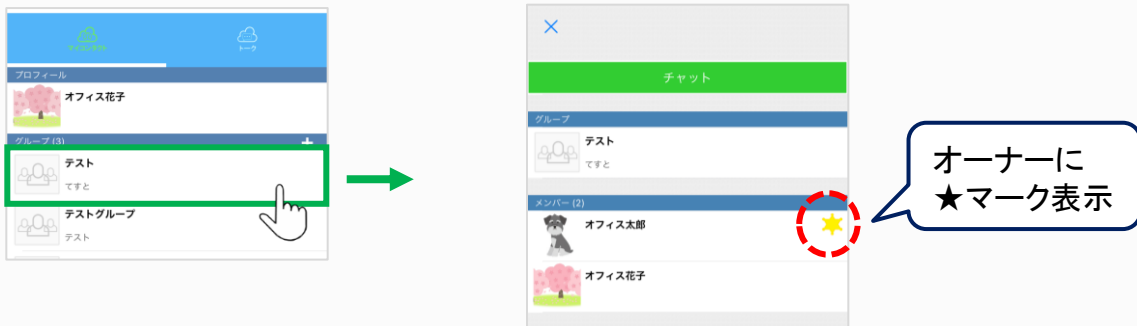 マイコンタクト
トーク
プロフィール
オフィス花子
グループ (3)
+
テスト
てすと
テストグループ
テスト
×
チャット
グループ
テスト
てすと
メンバー (2)
オフィス太郎
オフィス花子
オーナーに
★マーク表示